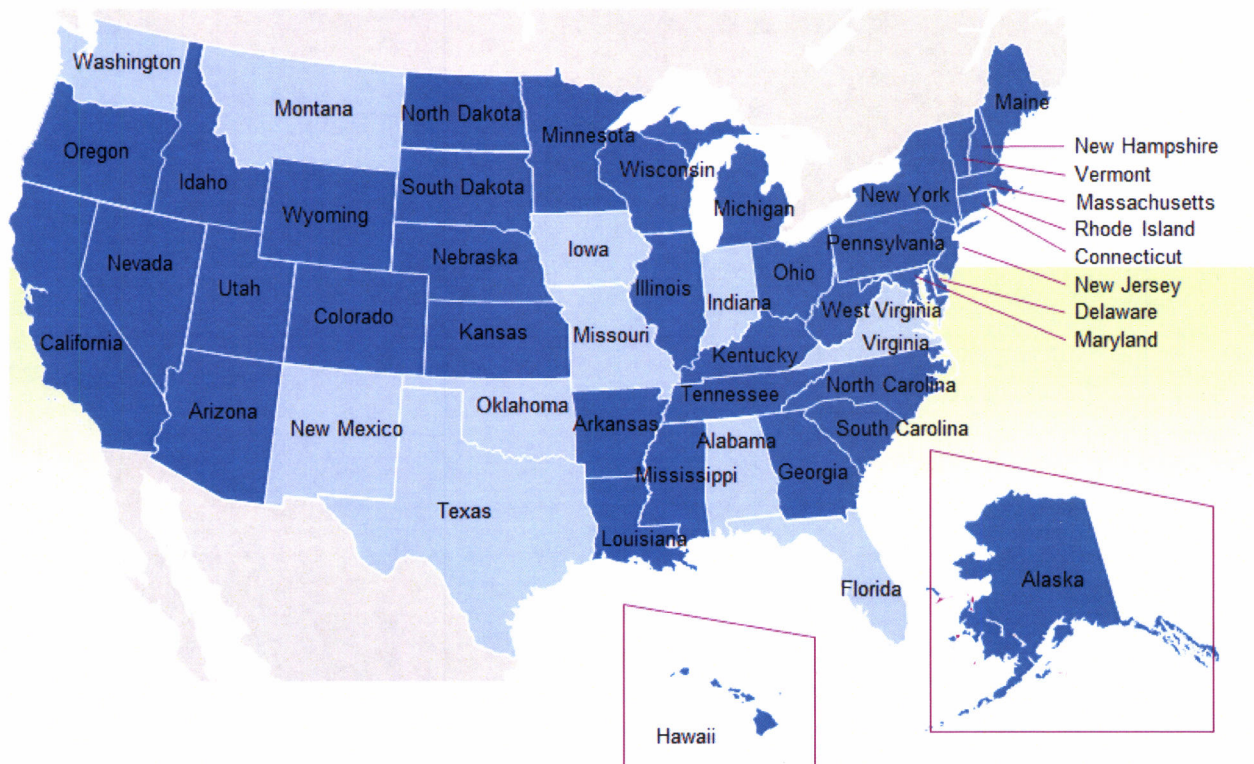 Washington
Montana
North Dakota
Minnesota
Maine
Oregon
Idaho
Wisconsin
New Hampshire
Vermont
South Dakota
Wyoming
Michigan
New York
Massachusetts
Rhode Island
Connecticut
Nebraska
Iowa
Pennsylvania
Nevada
Utah
Illinois
Indiana
Ohio
New Jersey
Delaware
Maryland
Colorado
Kansas
Missouri
West Virginia
Virginia
California
Kentucky
Arizona
New Mexico
Oklahoma
Arkansas
Tennessee
North Carolina
South Carolina
Alabama
Mississippi
Georgia
Texas
Louisiana
Florida
Alaska
Hawaii